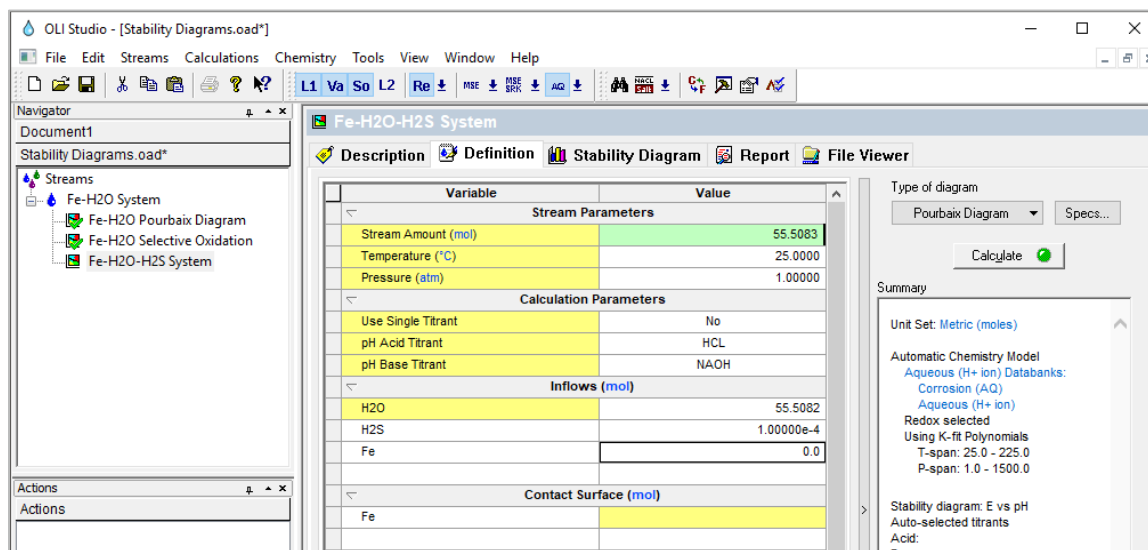 OLI Studio - [Stability Diagrams.oad*]
File Edit Streams Calculations Chemistry Tools View Window Help
L1 Va So L2 Re MSE MSE SRK AQ NACL
Navigator
Document1
Stability Diagrams.oad*
Streams
Fe-H2O System
Fe-H2O Pourbaix Diagram
Fe-H2O Selective Oxidation
Fe-H2O-H2S System
Actions
Actions
Fe-H2O-H2S System
Description Definition Stability Diagram Report File Viewer
Variable Value
Stream Parameters
Stream Amount (mol) 55.5083
Temperature (°C) 25.0000
Pressure (atm) 1.00000
Calculation Parameters
Use Single Titrant No
pH Acid Titrant HCL
pH Base Titrant NAOH
Inflows (mol)
H2O 55.5082
H2S 1.00000e-4
Fe 0.0
Contact Surface (mol)
Fe
Type of diagram
Pourbaix Diagram Specs...
Calculate
Summary
Unit Set: Metric (moles)
Automatic Chemistry Model
Aqueous (H+ ion) Databanks:
Corrosion (AQ)
Aqueous (H+ ion)
Redox selected
Using K-fit Polynomials
T-span: 25.0 - 225.0
P-span: 1.0 - 1500.0
Stability diagram: E vs pH
Auto-selected titrants
Acid: